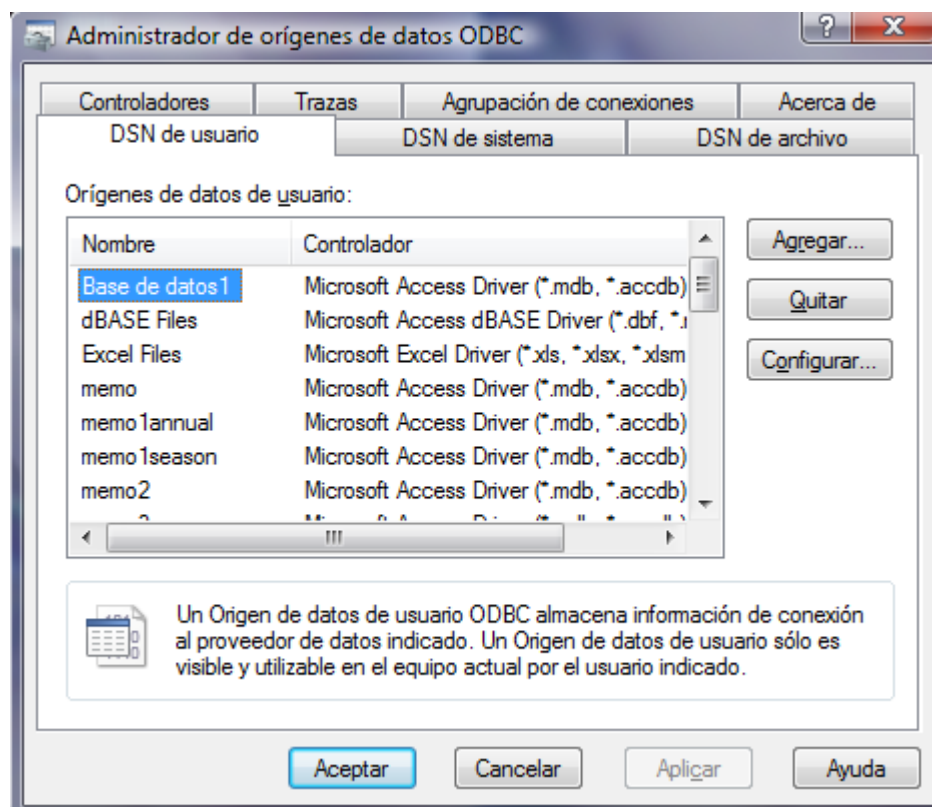 Administrador de orígenes de datos ODBC
Controladores Trazas Agrupación de conexiones Acerca de
DSN de usuario DSN de sistema DSN de archivo
Orígenes de datos de usuario:
Nombre Controlador
Agregar...
Base de datos1 Microsoft Access Driver (*.mdb, *.accdb)
Quitar
dBASE Files Microsoft Access dBASE Driver (*.dbf, *.
Excel Files Microsoft Excel Driver (*.xls, *.xlsx, *.xlsm
Configurar...
memo Microsoft Access Driver (*.mdb, *.accdb)
memo1annual Microsoft Access Driver (*.mdb, *.accdb)
memo1season Microsoft Access Driver (*.mdb, *.accdb)
memo2 Microsoft Access Driver (*.mdb, *.accdb)
Un Origen de datos de usuario ODBC almacena información de conexión
al proveedor de datos indicado. Un Origen de datos de usuario sólo es
visible y utilizable en el equipo actual por el usuario indicado.
Aceptar Cancelar Aplicar Ayuda